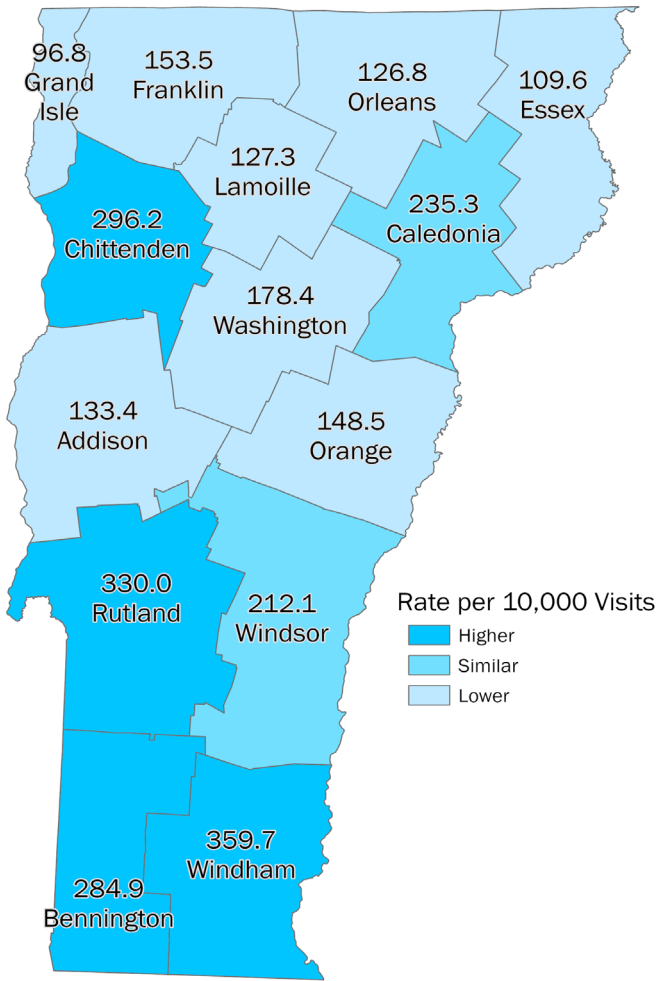 96.8
Grand
Isle
153.5
Franklin
126.8
Orleans
109.6
Essex
127.3
Lamoille
296.2
Chittenden
235.3
Caledonia
178.4
Washington
133.4
Addison
148.5
Orange
330.0
Rutland
212.1
Windsor
Rate per 10,000 Visits
Higher
Similar
Lower
359.7
Windham
284.9
Bennington